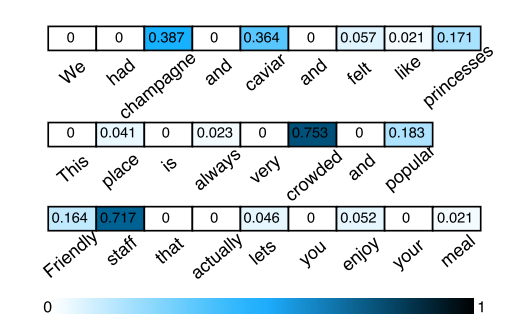 0 0 0.387 0 0.364 0 0.057 0.021 0.171
We had champagne and caviar and felt like princesses
0 0.041 0 0.023 0 0.753 0 0.183
This place is always very crowded and popular
0.164 0.717 0 0 0.046 0 0.052 0 0.021
Friendly staff that actually lets you enjoy your meal
0 1